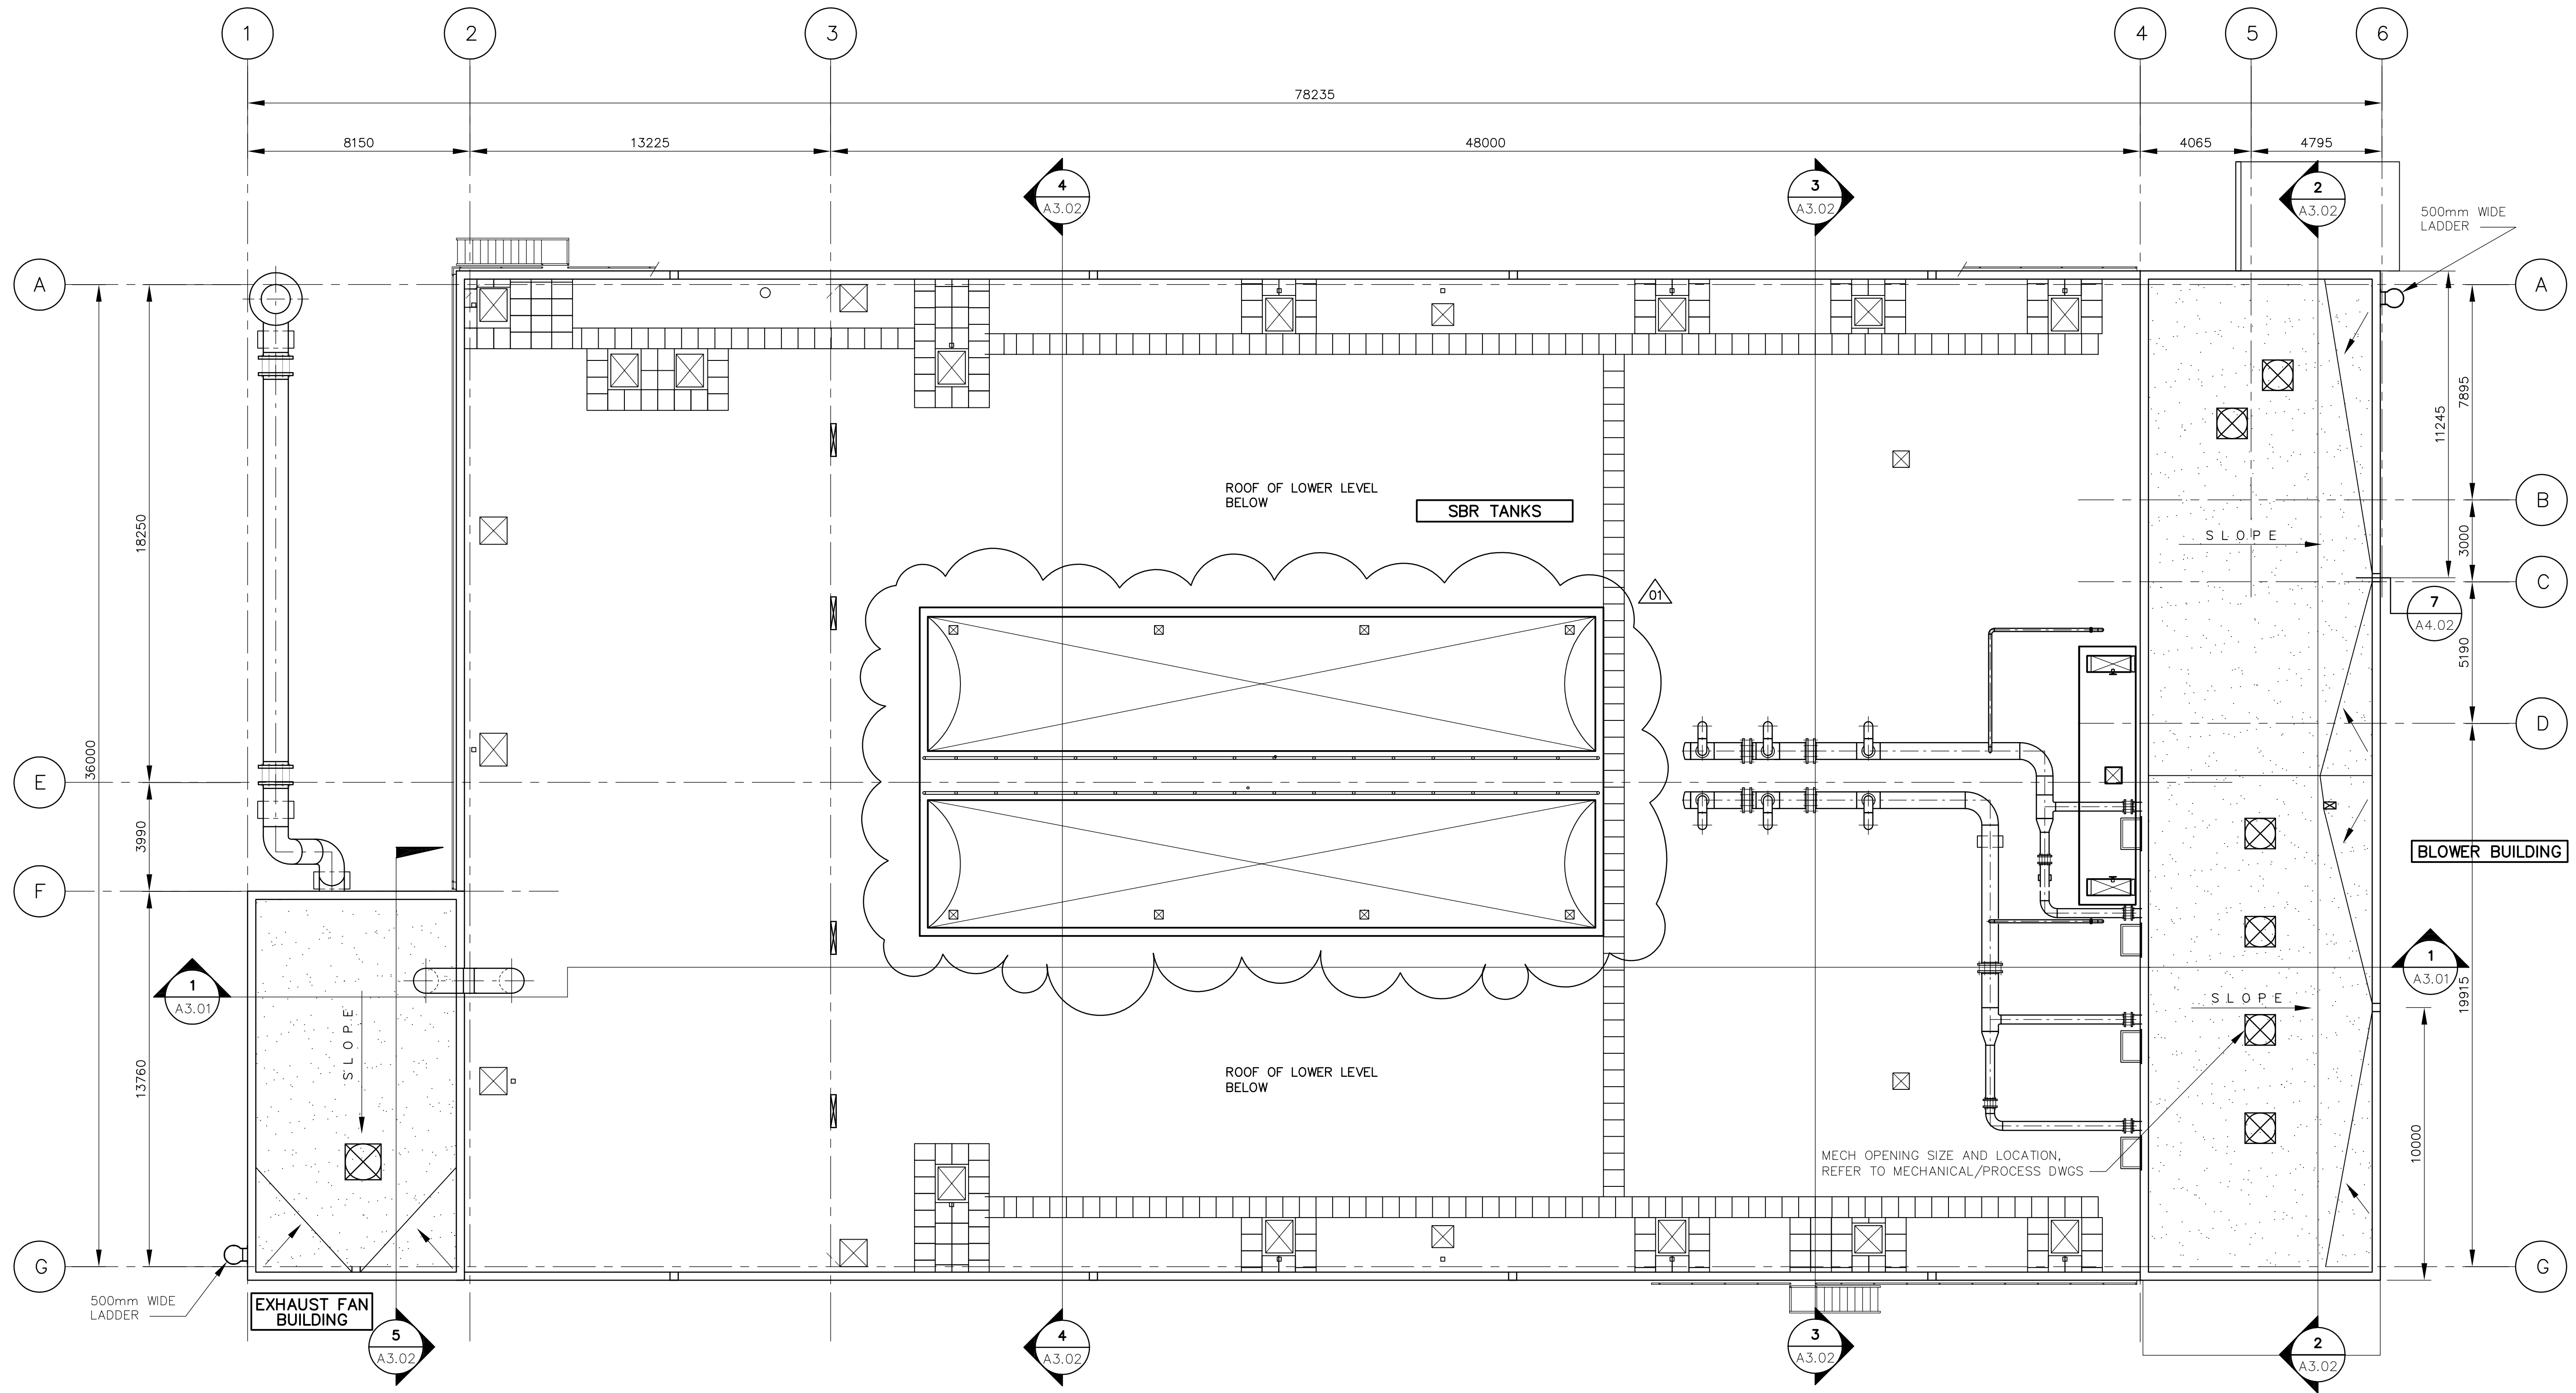 1
2
3
4
5
6
78235
8150
13225
48000
4065
4795
4
A3.02
3
A3.02
2
A3.02
500mm WIDE
LADDER
A
A
7895
11245
ROOF OF LOWER LEVEL
BELOW
SBR TANKS
B
18250
SLOPE
3000
C
01
7
A4.02
5190
D
36000
E
3990
BLOWER BUILDING
F
1
A3.01
1
A3.01
19915
SLOPE
SLOPE
13760
ROOF OF LOWER LEVEL
BELOW
10000
MECH OPENING SIZE AND LOCATION,
REFER TO MECHANICAL/PROCESS DWGS
G
G
500mm WIDE
LADDER
EXHAUST FAN
BUILDING
5
A3.02
4
A3.02
3
A3.02
2
A3.02